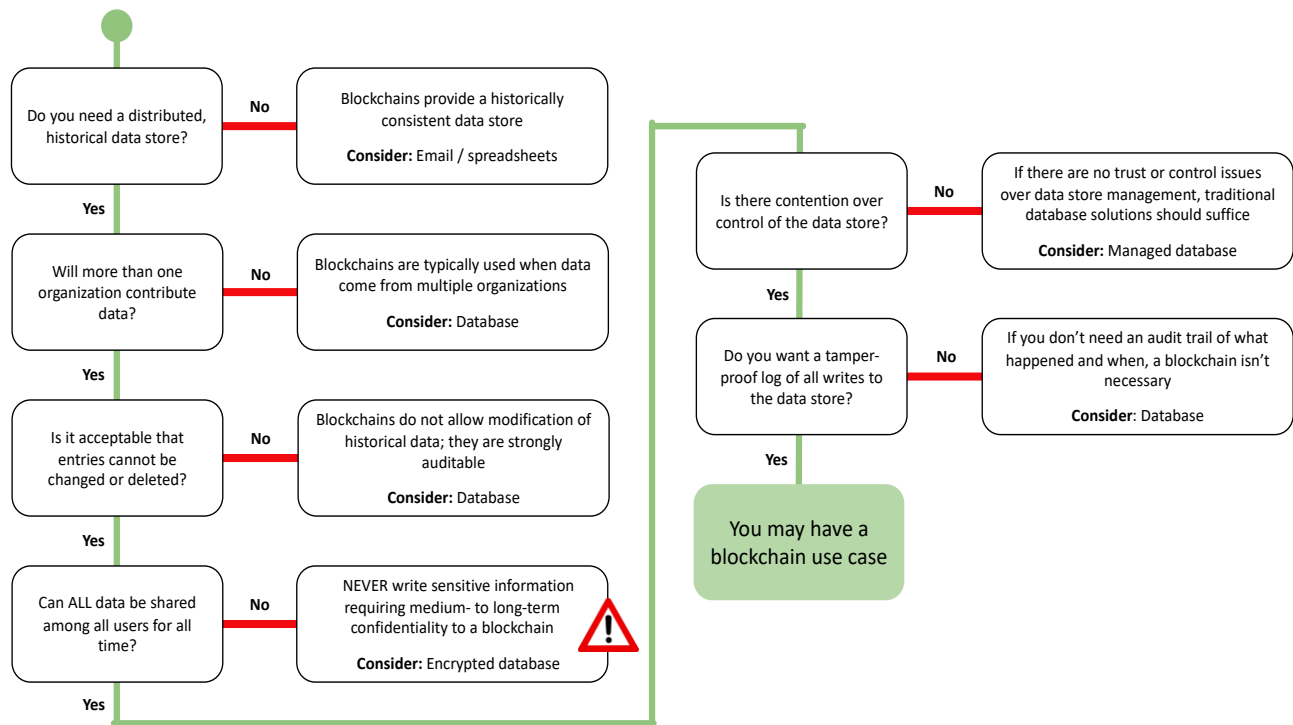 Do you need a distributed,
historical data store?
No
Blockchains provide a historically
consistent data store
Consider: Email / spreadsheets
Yes
Will more than one
organization contribute
data?
No
Blockchains are typically used when data
come from multiple organizations
Consider: Database
Yes
Is it acceptable that
entries cannot be
changed or deleted?
No
Blockchains do not allow modification of
historical data; they are strongly
auditable
Consider: Database
Yes
Can ALL data be shared
among all users for all
time?
No
NEVER write sensitive information
requiring medium- to long-term
confidentiality to a blockchain
Consider: Encrypted database
!
Yes
Is there contention over
control of the data store?
No
If there are no trust or control issues
over data store management, traditional
database solutions should suffice
Consider: Managed database
Yes
Do you want a tamper-
proof log of all writes to
the data store?
No
If you don’t need an audit trail of what
happened and when, a blockchain isn’t
necessary
Consider: Database
Yes
You may have a
blockchain use case